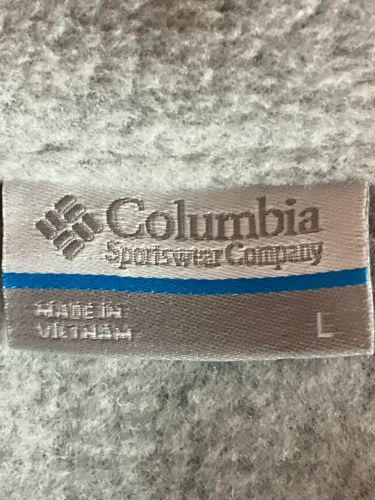 Columbia
Sportswear Company
MADE IN
VIETNAM
L